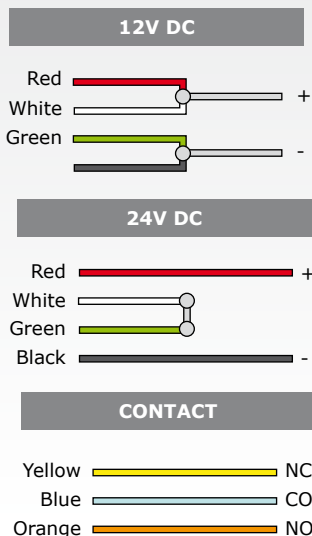 12V DC
Red
+
White
Green
-
24V DC
Red +
White
Green
Black -
CONTACT
Yellow NC
Blue CO
Orange NO